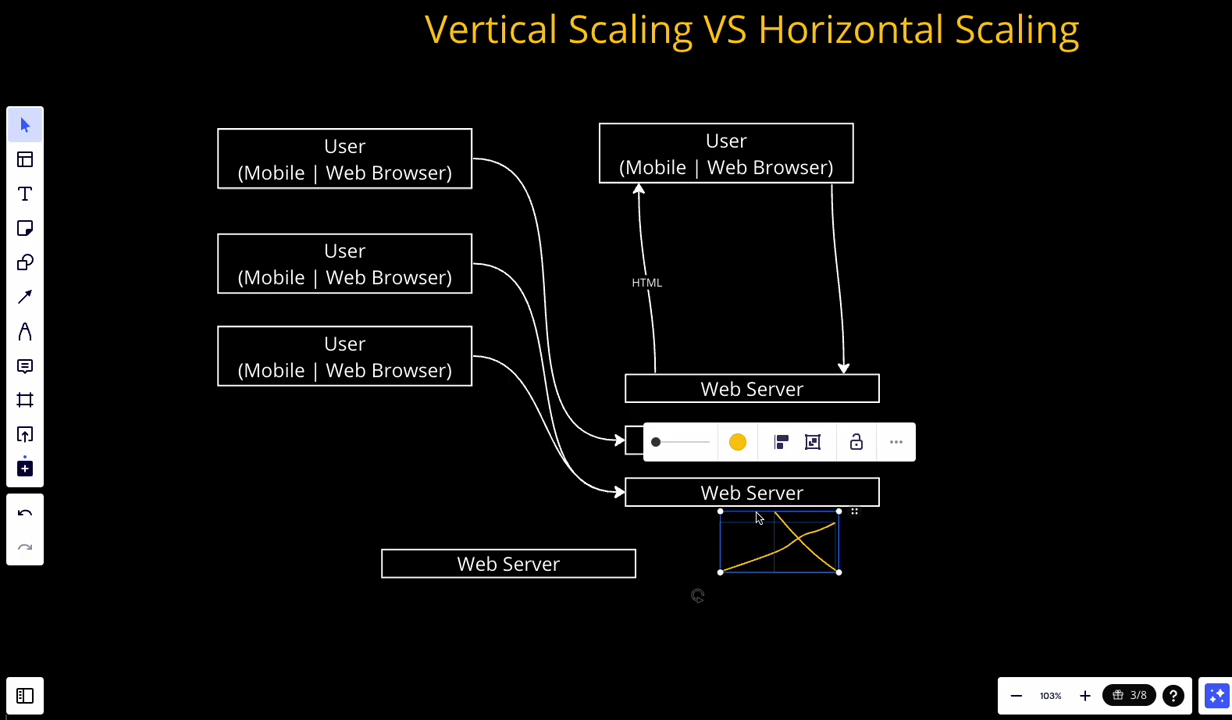 Vertical Scaling VS Horizontal Scaling
User
(Mobile | Web Browser)
User
(Mobile | Web Browser)
User
(Mobile | Web Browser)
User
(Mobile | Web Browser)
HTML
Web Server
Web Server
Web Server
103%
3/8